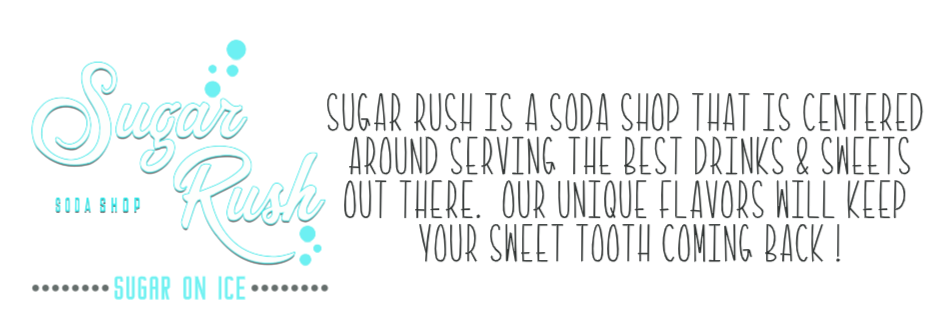 Sugar
Rush
SODA SHOP
SUGAR ON ICE
SUGAR RUSH IS A SODA SHOP THAT IS CENTERED
AROUND SERVING THE BEST DRINKS & SWEETS
OUT THERE. OUR UNIQUE FLAVORS WILL KEEP
YOUR SWEET TOOTH COMING BACK !